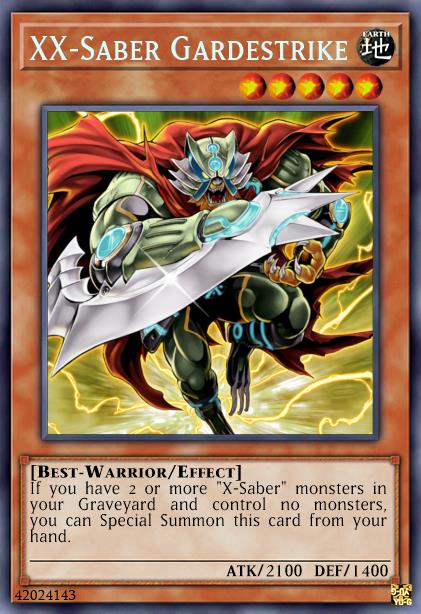 XX-Saber Gardestrike
EARTH
地
[Best-Warrior/Effect]
If you have 2 or more "X-Saber" monsters in
your Graveyard and control no monsters,
you can Special Summon this card from your
hand.
ATK/2100 DEF/1400
42024143